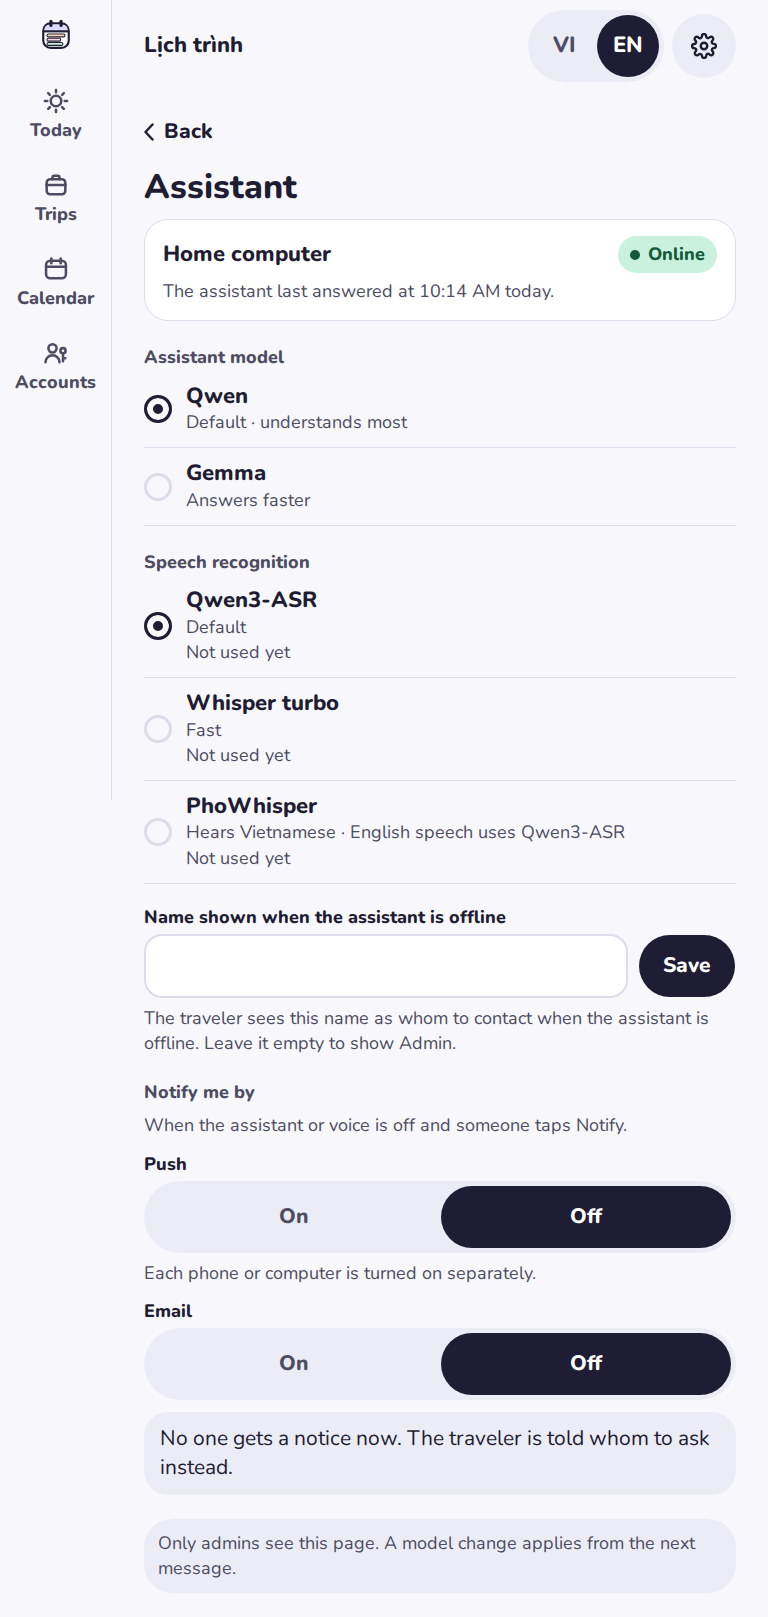 Lịch trình
VI
EN
Today
Trips
Calendar
Accounts
Back
Assistant
Home computer
Online
The assistant last answered at 10:14 AM today.
Assistant model
Qwen
Default · understands most
Gemma
Answers faster
Speech recognition
Qwen3-ASR
Default
Not used yet
Whisper turbo
Fast
Not used yet
PhoWhisper
Hears Vietnamese · English speech uses Qwen3-ASR
Not used yet
Name shown when the assistant is offline
Save
The traveler sees this name as whom to contact when the assistant is
offline. Leave it empty to show Admin.
Notify me by
When the assistant or voice is off and someone taps Notify.
Push
On
Off
Each phone or computer is turned on separately.
Email
On
Off
No one gets a notice now. The traveler is told whom to ask
instead.
Only admins see this page. A model change applies from the next
message.